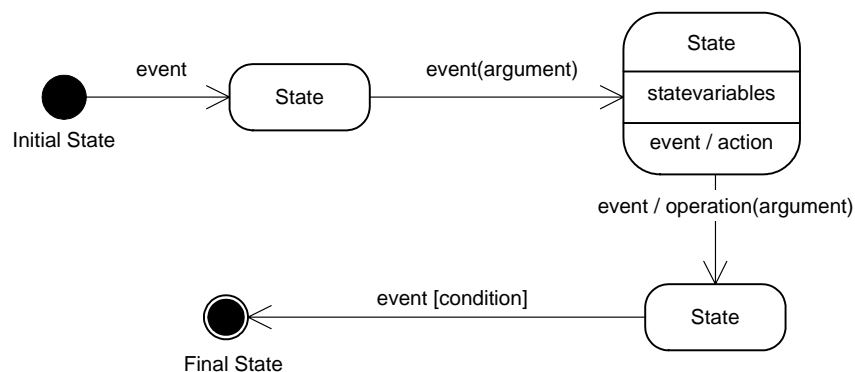 event
Initial State
State
event(argument)
State
statevariables
event / action
event / operation(argument)
State
event [condition]
Final State